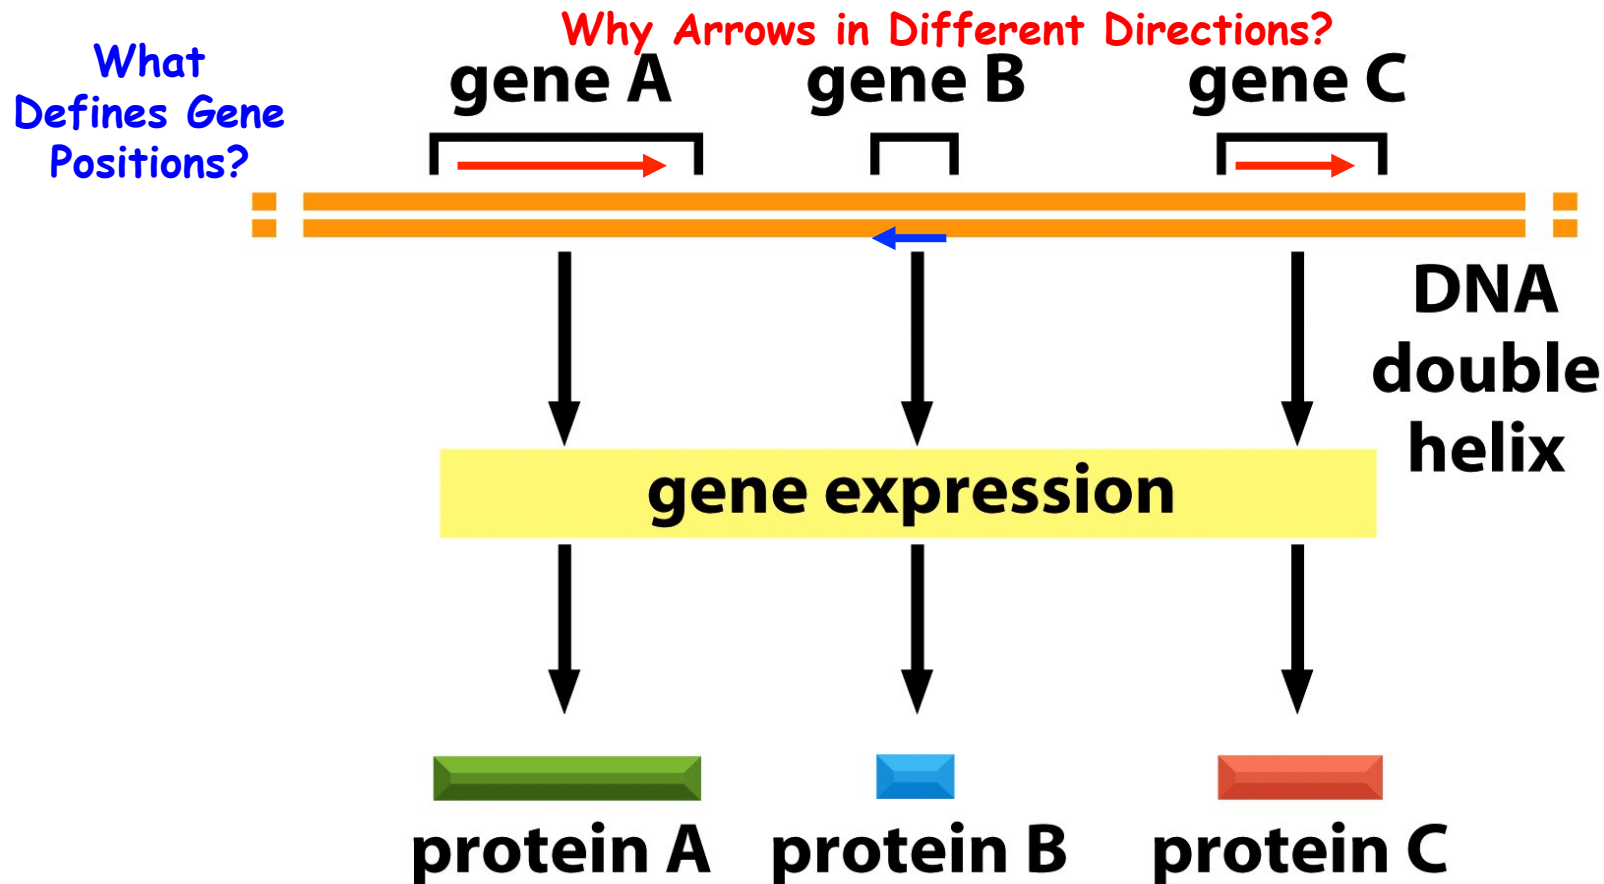 Why Arrows in Different Directions?
What
Defines Gene
Positions?
gene A
gene B
gene C
DNA
double
helix
gene expression
protein A
protein B
protein C